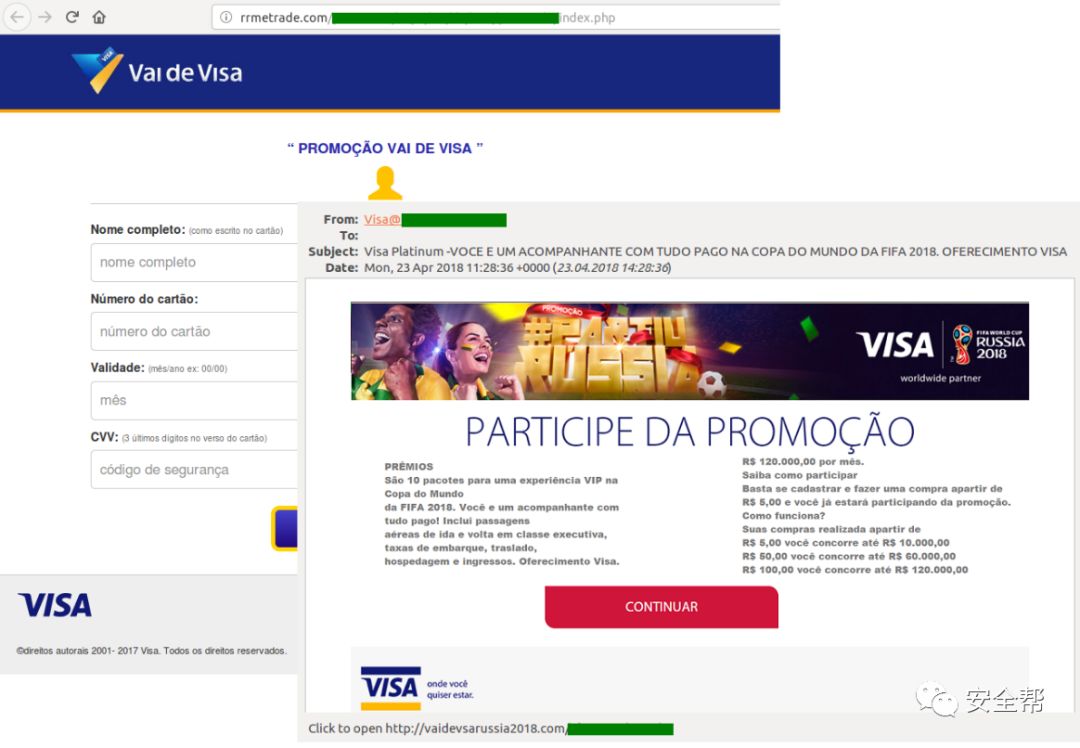 rrmetrade.com/
index.php
VISA
Vai de Visa
“ PROMOÇÃO VAI DE VISA ”
Nome completo: (como escrito no cartão)
nome completo
Número do cartão:
número do cartão
Validade: (mês/ano ex: 00/00)
mês
CVV: (3 últimos digitos no verso do cartão)
código de segurança
VISA
©direitos autorais 2001- 2017 Visa. Todos os direitos reservados.
From: Visa@
To:
Subject: Visa Platinum -VOCE E UM ACOMPANHANTE COM TUDO PAGO NA COPA DO MUNDO DA FIFA 2018. OFERECIMENTO VISA
Date: Mon, 23 Apr 2018 11:28:36 +0000 (23.04.2018 14:28:36)
PROMOÇÃO
#PARTIU
RUSSIA
VISA
FIFA WORLD CUP
RUSSIA
2018
worldwide partner
PARTICIPE DA PROMOÇÃO
PRÊMIOS
São 10 pacotes para uma experiência VIP na
Copa do Mundo
da FIFA 2018. Você e um acompanhante com
tudo pago! Inclui passagens
aéreas de ida e volta em classe executiva,
taxas de embarque, traslado,
hospedagem e ingressos. Oferecimento Visa.
R$ 120.000,00 por mês.
Saiba como participar
Basta se cadastrar e fazer uma compra apartir de
R$ 5,00 e você já estará participando da promoção.
Como funciona?
Suas compras realizada apartir de
R$ 5,00 você concorre até R$ 10.000,00
R$ 50,00 você concorre até R$ 60.000,00
R$ 100,00 você concorre até R$ 120.000,00
CONTINUAR
VISA
onde você
quiser estar.
安全帮
Click to open http://vaidevsarussia2018.com/